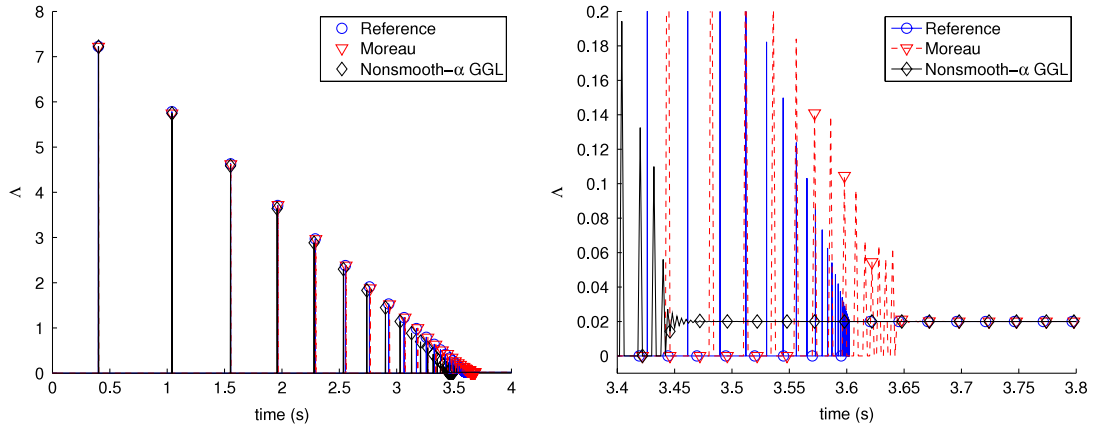 Reference
Moreau
Nonsmooth−α GGL
8
7
6
5
4
3
2
1
0
Λ
0 0.5 1 1.5 2 2.5 3 3.5 4
time (s)
Reference
Moreau
Nonsmooth−α GGL
0.2
0.18
0.16
0.14
0.12
0.1
0.08
0.06
0.04
0.02
0
Λ
3.4 3.45 3.5 3.55 3.6 3.65 3.7 3.75 3.8
time (s)